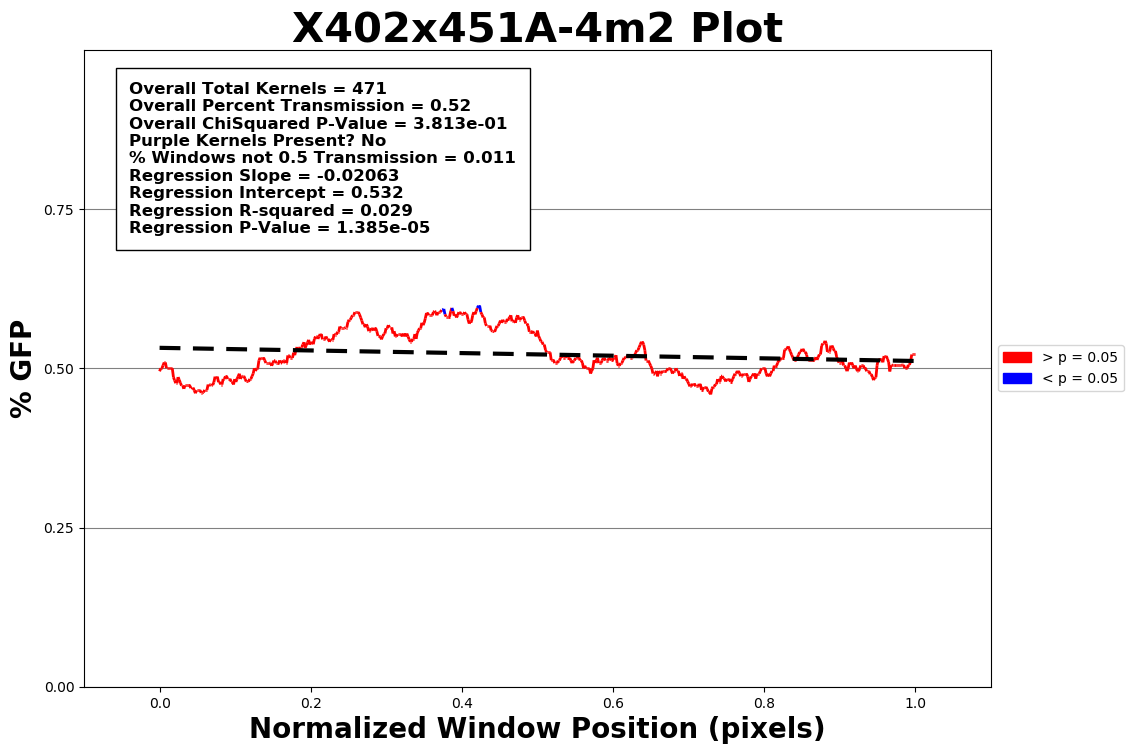 X402x451A-4m2 Plot
Overall Total Kernels = 471
Overall Percent Transmission = 0.52
Overall ChiSquared P-Value = 3.813e-01
Purple Kernels Present? No
% Windows not 0.5 Transmission = 0.011
Regression Slope = -0.02063
Regression Intercept = 0.532
Regression R-squared = 0.029
Regression P-Value = 1.385e-05
% GFP
0.75
0.50
0.25
0.00
> p = 0.05
< p = 0.05
0.0 0.2 0.4 0.6 0.8 1.0
Normalized Window Position (pixels)